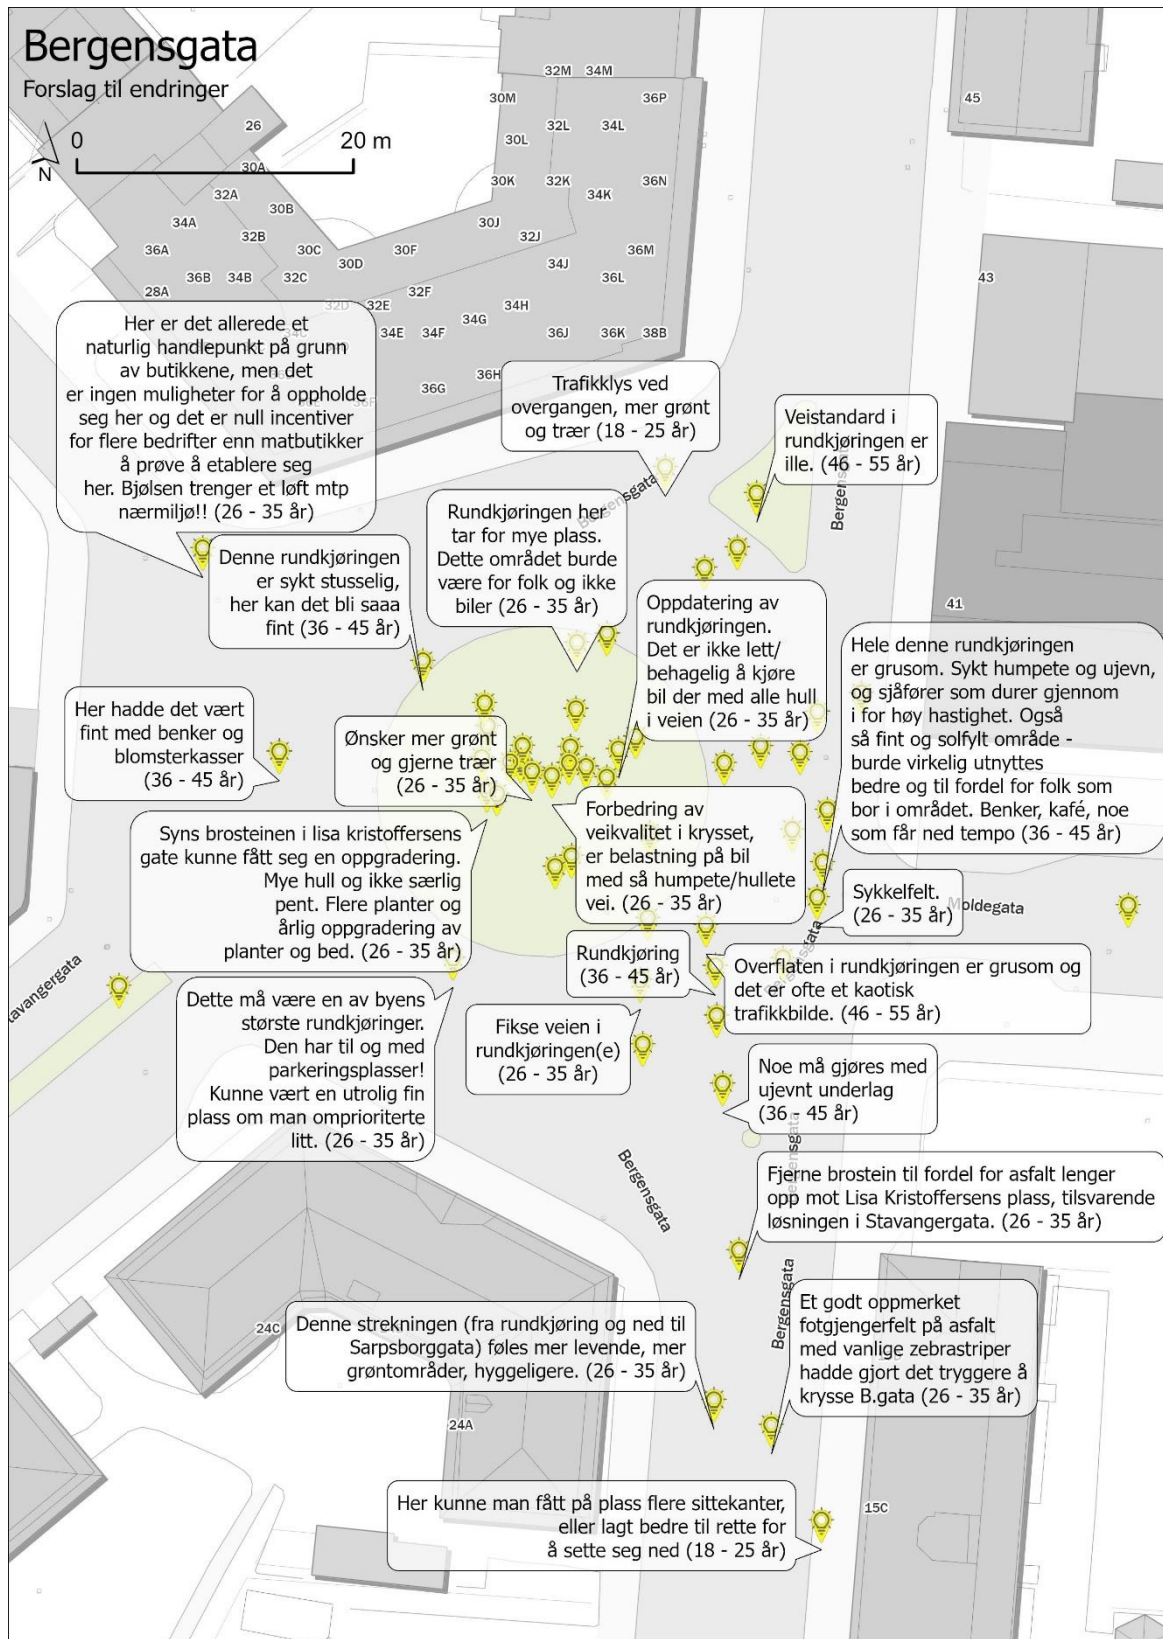 Bergensgata
Forslag til endringer
0
20 m
N
32M
34M
30M
36P
45
26
32L
34L
30L
30A
30K
32K
36N
32A
34K
30B
34A
30J
32B
32J
36A
30C
30F
36M
30D
34J
36B
34B
32C
36L
43
28A
32F
32D
32E
34H
34G
34E
34F
36J
36K
38B
36G
36H
Her er det allerede et
naturlig handlepunkt på grunn
av butikkene, men det
er ingen muligheter for å oppholde
seg her og det er null incentiver
for flere bedrifter enn matbutikker
å prøve å etablere seg
her. Bjølsen trenger et løft mtp
nærmiljø!! (26 - 35 år)
Trafikklys ved
overgangen, mer grønt
og trær (18 - 25 år)
Veistandard i
rundkjøringen er
ille. (46 - 55 år)
Bergensgata
Bergensgata
Rundkjøringen her
tar for mye plass.
Dette området burde
være for folk og ikke
biler (26 - 35 år)
Denne rundkjøringen
er sykt stusselig,
her kan det bli saaa
fint (36 - 45 år)
Oppdatering av
rundkjøringen.
Det er ikke lett/
behagelig å kjøre
bil der med alle hull
i veien (26 - 35 år)
41
Hele denne rundkjøringen
er grusom. Sykt humpete og ujevn,
og sjåfører som durer gjennom
i for høy hastighet. Også
så fint og solfylt område -
burde virkelig utnyttes
bedre og til fordel for folk som
bor i området. Benker, kafé, noe
som får ned tempo (36 - 45 år)
Her hadde det vært
fint med benker og
blomsterkasser
(36 - 45 år)
Ønsker mer grønt
og gjerne trær
(26 - 35 år)
Forbedring av
veikvalitet i krysset,
er belastning på bil
med så humpete/hullete
vei. (26 - 35 år)
Syns brosteinen i lisa kristoffersens
gate kunne fått seg en oppgradering.
Mye hull og ikke særlig
pent. Flere planter og
årlig oppgradering av
planter og bed. (26 - 35 år)
Sykkelfelt.
(26 - 35 år)
Moldegata
Bergensgata
Rundkjøring
(36 - 45 år)
Overflaten i rundkjøringen er grusom og
det er ofte et kaotisk
trafikkbilde. (46 - 55 år)
tavangergata
Dette må være en av byens
største rundkjøringer.
Den har til og med
parkeringsplasser!
Kunne vært en utrolig fin
plass om man omprioriterte
litt. (26 - 35 år)
Fikse veien i
rundkjøringen(e)
(26 - 35 år)
Noe må gjøres med
ujevnt underlag
(36 - 45 år)
Bergensgata
Bergensgata
Fjerne brostein til fordel for asfalt lenger
opp mot Lisa Kristoffersens plass, tilsvarende
løsningen i Stavangergata. (26 - 35 år)
Bergensgata
Et godt oppmerket
fotgjengerfelt på asfalt
med vanlige zebrastriper
hadde gjort det tryggere å
krysse B.gata (26 - 35 år)
24C
Denne strekningen (fra rundkjøring og ned til
Sarpsborggata) føles mer levende, mer
grøntområder, hyggeligere. (26 - 35 år)
24A
Her kunne man fått på plass flere sittekanter,
eller lagt bedre til rette for
å sette seg ned (18 - 25 år)
15C